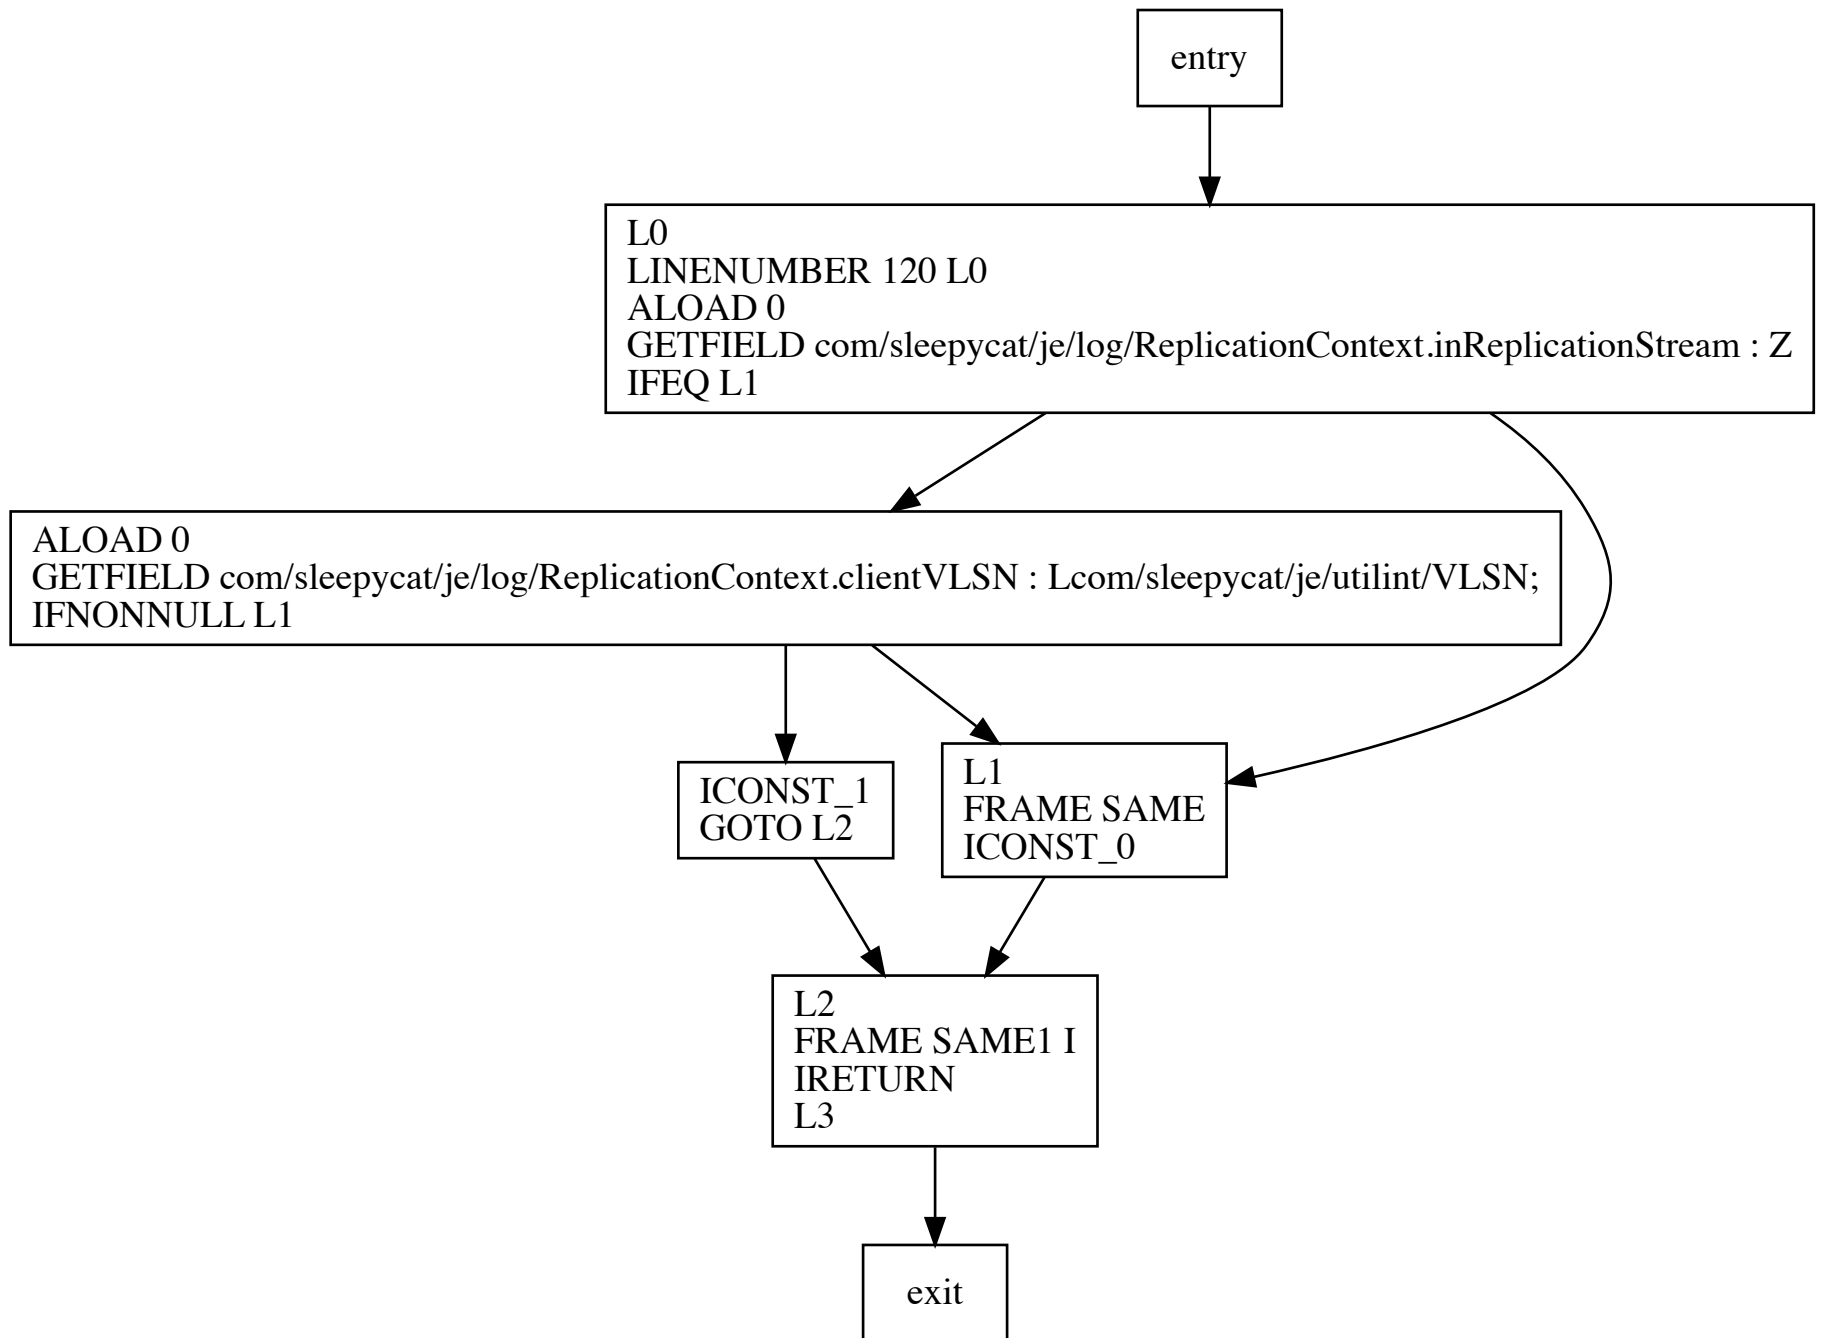 entry
L0
LINENUMBER 120 L0
ALOAD 0
GETFIELD com/sleepycat/je/log/ReplicationContext.inReplicationStream : Z
IFEQ L1
ALOAD 0
GETFIELD com/sleepycat/je/log/ReplicationContext.clientVLSN : Lcom/sleepycat/je/utilint/VLSN;
IFNONNULL L1
ICONST_1
GOTO L2
L1
FRAME SAME
ICONST_0
L2
FRAME SAME1 I
IRETURN
L3
exit